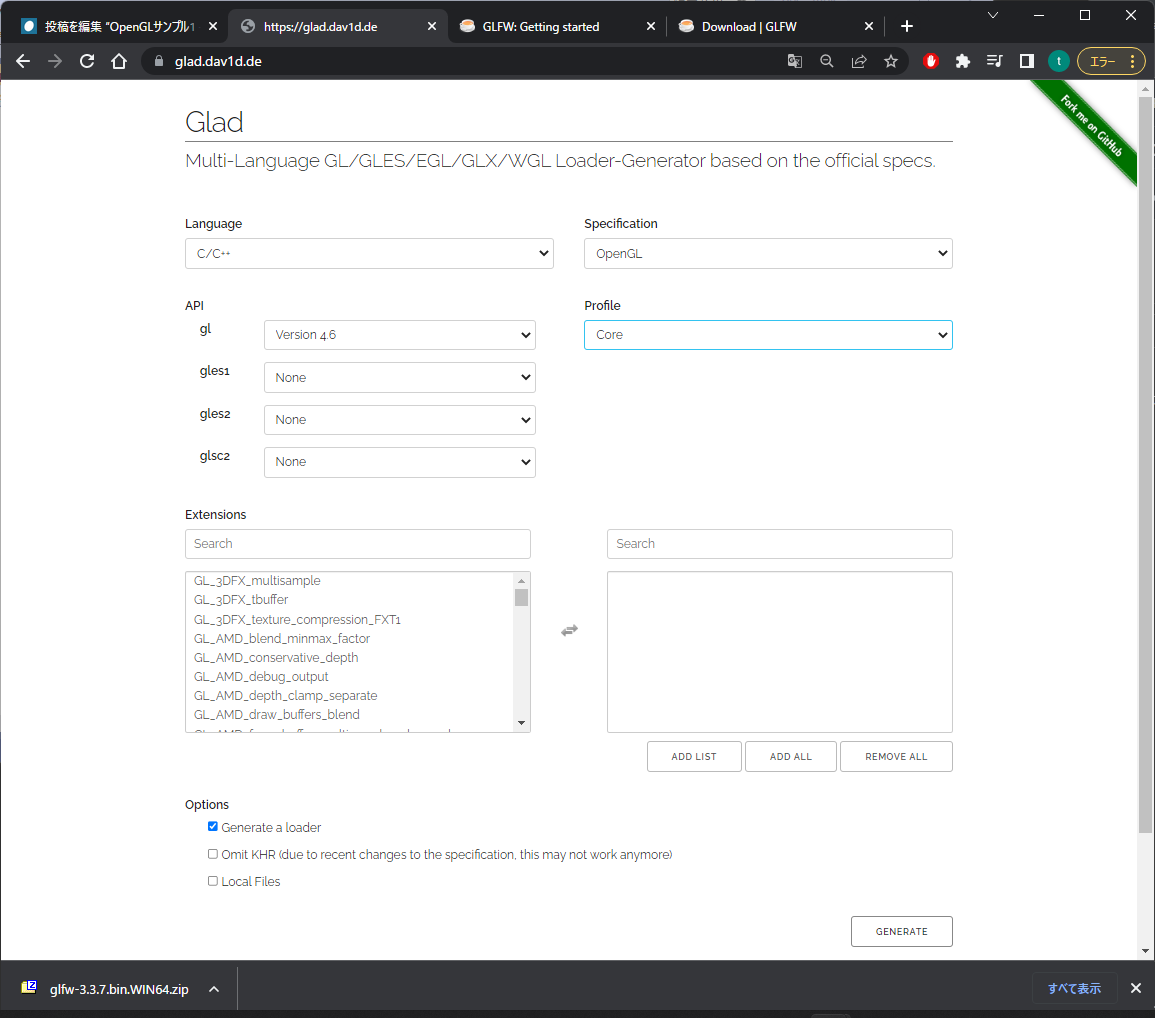 投稿を編集 "OpenGLサンプル1
https://glad.dav1d.de
GLFW: Getting started
Download | GLFW
glad.dav1d.de
t
エラー
Fork me on GitHub
Glad
Multi-Language GL/GLES/EGL/GLX/WGL Loader-Generator based on the official specs.
Language
Specification
C/C++
OpenGL
API
Profile
gl
Version 4.6
Core
gles1
None
gles2
None
glsc2
None
Extensions
Search
Search
GL_3DFX_multisample
GL_3DFX_tbuffer
GL_3DFX_texture_compression_FXT1
GL_AMD_blend_minmax_factor
GL_AMD_conservative_depth
GL_AMD_debug_output
GL_AMD_depth_clamp_separate
GL_AMD_draw_buffers_blend
ADD LIST
ADD ALL
REMOVE ALL
Options
Generate a loader
Omit KHR (due to recent changes to the specification, this may not work anymore)
Local Files
GENERATE
glfw-3.3.7.bin.WIN64.zip
すべて表示